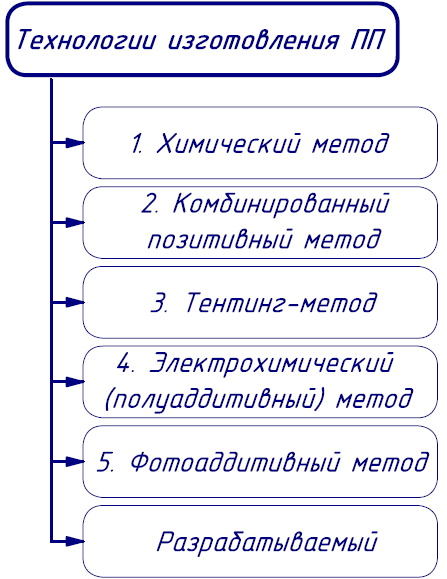 Технологии изготовления ПП
1. Химический метод
2. Комбинированный
позитивный метод
3. Тентинг-метод
4. Электрохимический
(полуаддитивный) метод
5. Фотоаддитивный метод
Разрабатываемый